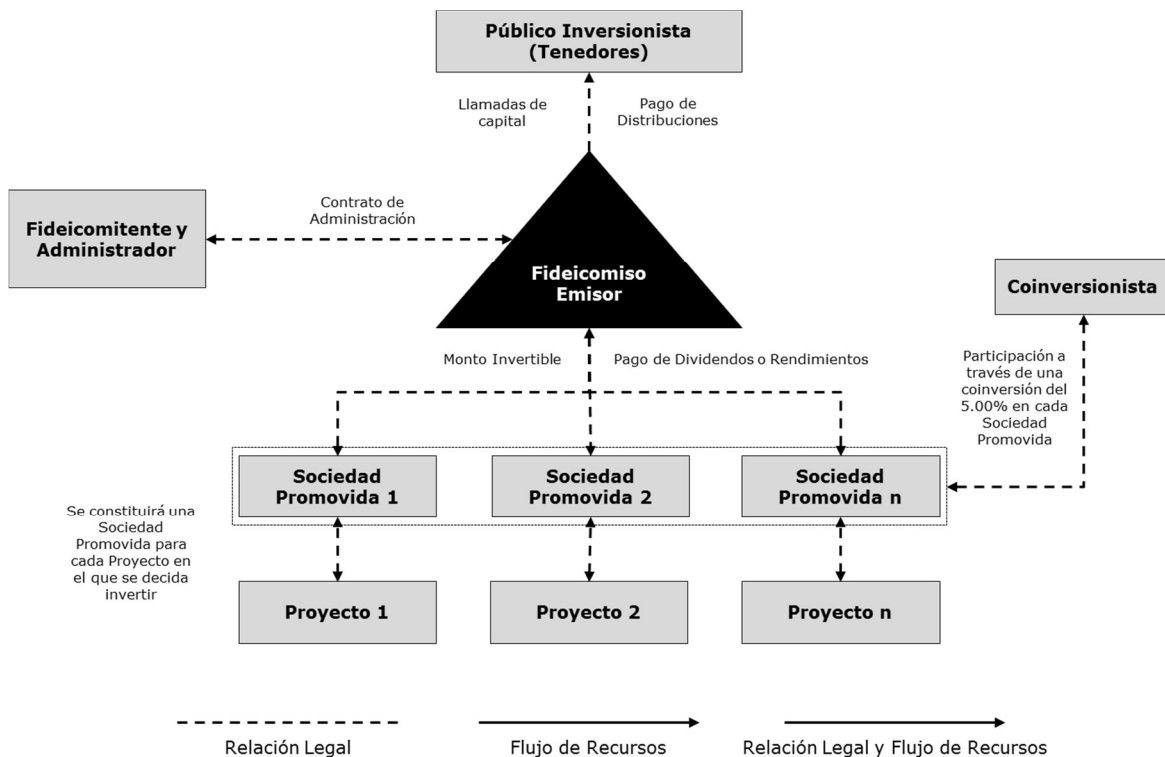 Público Inversionista
(Tenedores)
Llamadas de
capital
Pago de
Distribuciones
Fideicomitente y
Administrador
Contrato de
Administración
Fideicomiso
Emisor
Coinversionista
Monto Invertible
Pago de Dividendos o Rendimientos
Participación a
través de una
coinversión del
5.00% en cada
Sociedad
Promovida
Sociedad
Promovida 1
Sociedad
Promovida 2
Sociedad
Promovida n
Se constituirá una
Sociedad
Promovida para
cada Proyecto en
el que se decida
invertir
Proyecto 1
Proyecto 2
Proyecto n
Relación Legal
Flujo de Recursos
Relación Legal y Flujo de Recursos